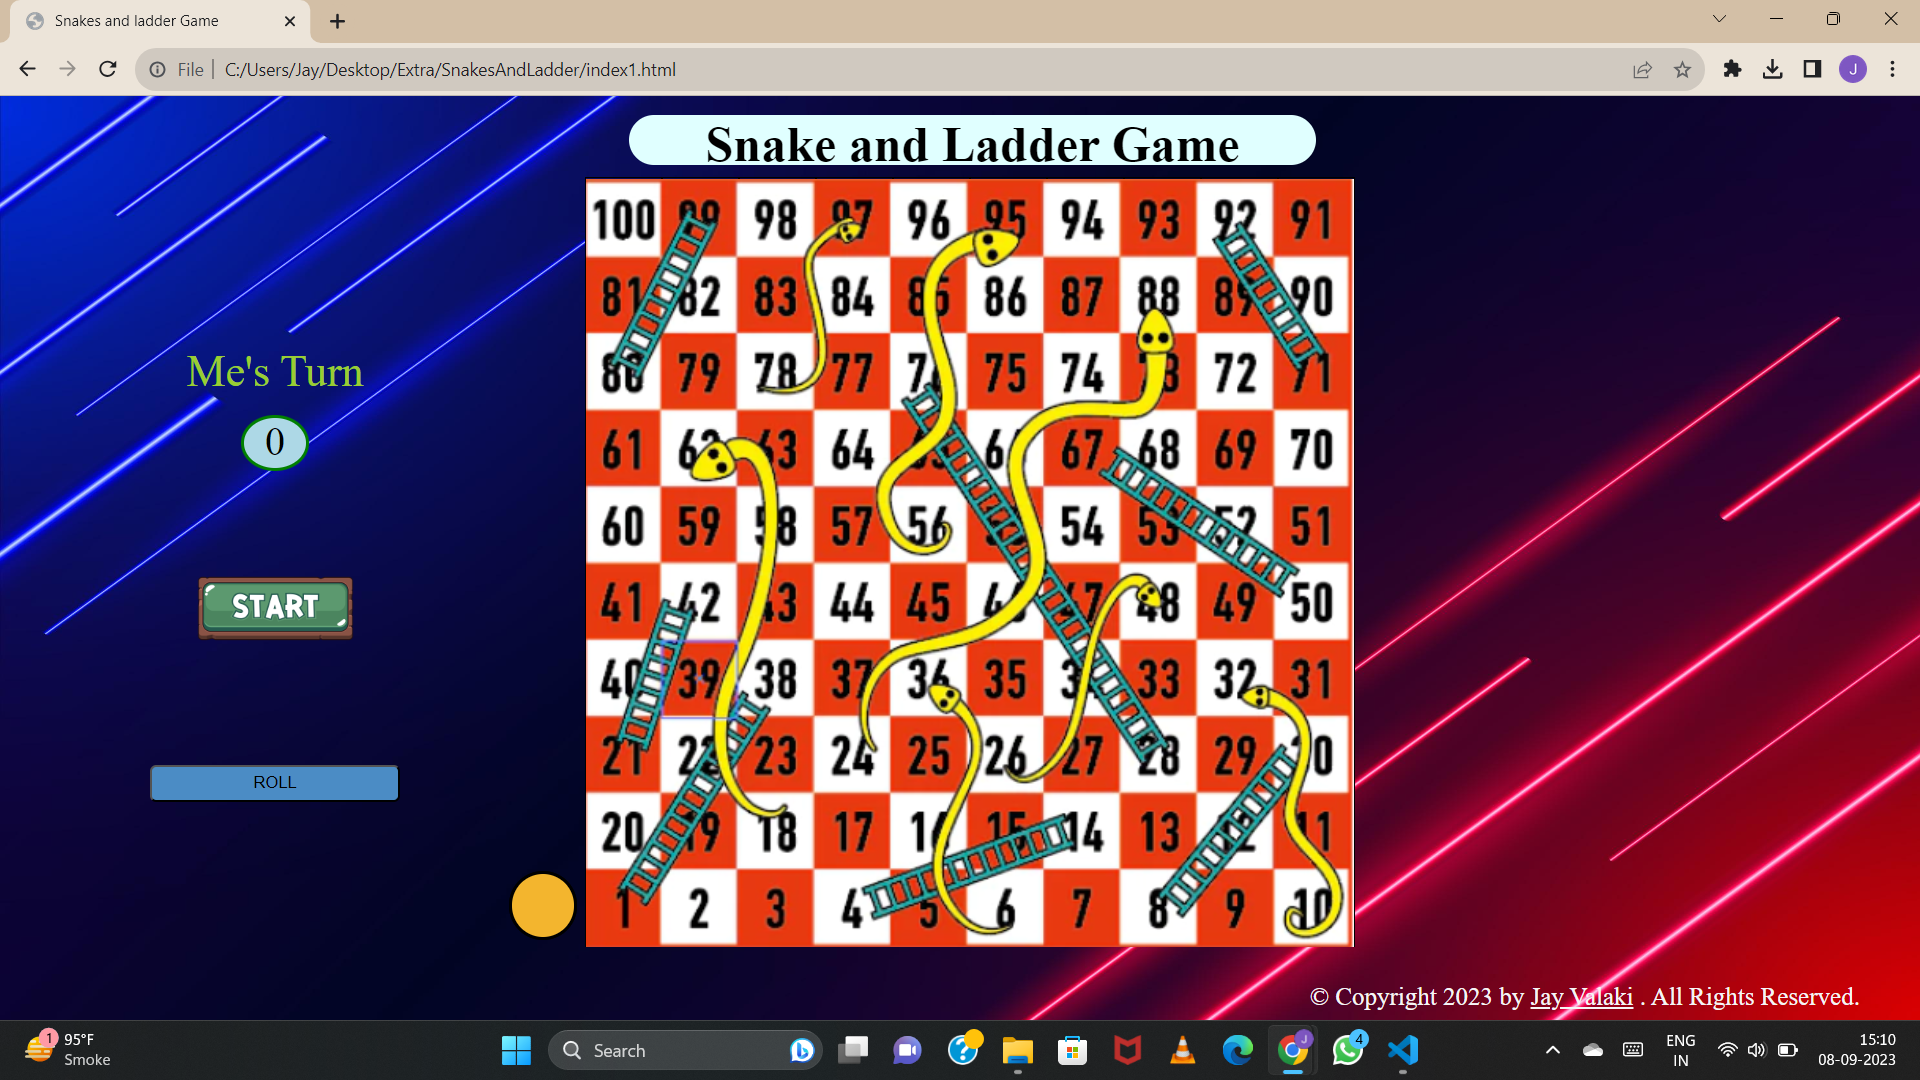 Snakes and ladder Game
File C:/Users/Jay/Desktop/Extra/SnakesAndLadder/index1.html
J
Snake and Ladder Game
100 99 98 97 96 95 94 93 92 91
81 82 83 84 85 86 87 88 89 90
80 79 78 77 76 75 74 73 72 71
61 62 63 64 65 66 67 68 69 70
60 59 58 57 56 55 54 53 52 51
41 42 43 44 45 46 47 48 49 50
40 39 38 37 36 35 34 33 32 31
21 22 23 24 25 26 27 28 29 30
20 19 18 17 16 15 14 13 12 11
1 2 3 4 5 6 7 8 9 10
Me's Turn
0
START
ROLL
© Copyright 2023 by Jay Valaki . All Rights Reserved.
1
95°F
Smoke
Search
J
4
ENG
IN
15:10
08-09-2023